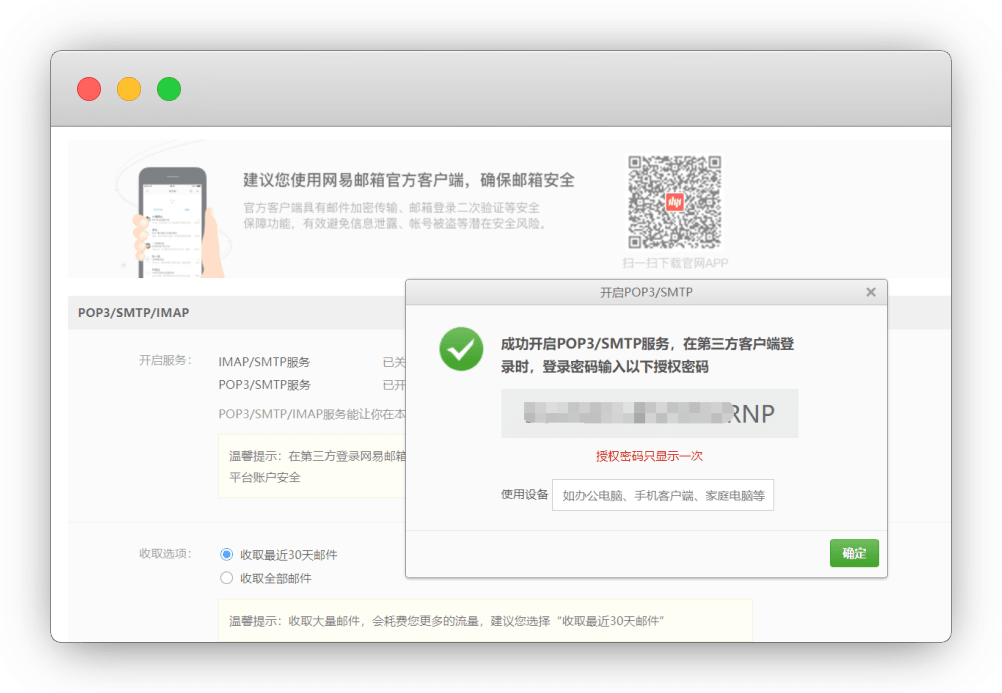 建议您使用网易邮箱官方客户端，确保邮箱安全
官方客户端具有邮件加密传输、邮箱登录二次验证等安全
保障功能，有效避免信息泄露、帐号被盗等潜在安全风险。
扫一扫下载官网APP
POP3/SMTP/IMAP
开启服务：
IMAP/SMTP服务
已关
POP3/SMTP服务
已开
POP3/SMTP/IMAP服务能让你在本
温馨提示：在第三方登录网易邮箱
平台账户安全
开启POP3/SMTP
成功开启POP3/SMTP服务，在第三方客户端登
录时，登录密码输入以下授权密码
RNP
授权密码只显示一次
使用设备
如办公电脑、手机客户端、家庭电脑等
确定
收取选项：
收取最近30天邮件
收取全部邮件
温馨提示：收取大量邮件，会耗费您更多的流量，建议您选择“收取最近30天邮件”